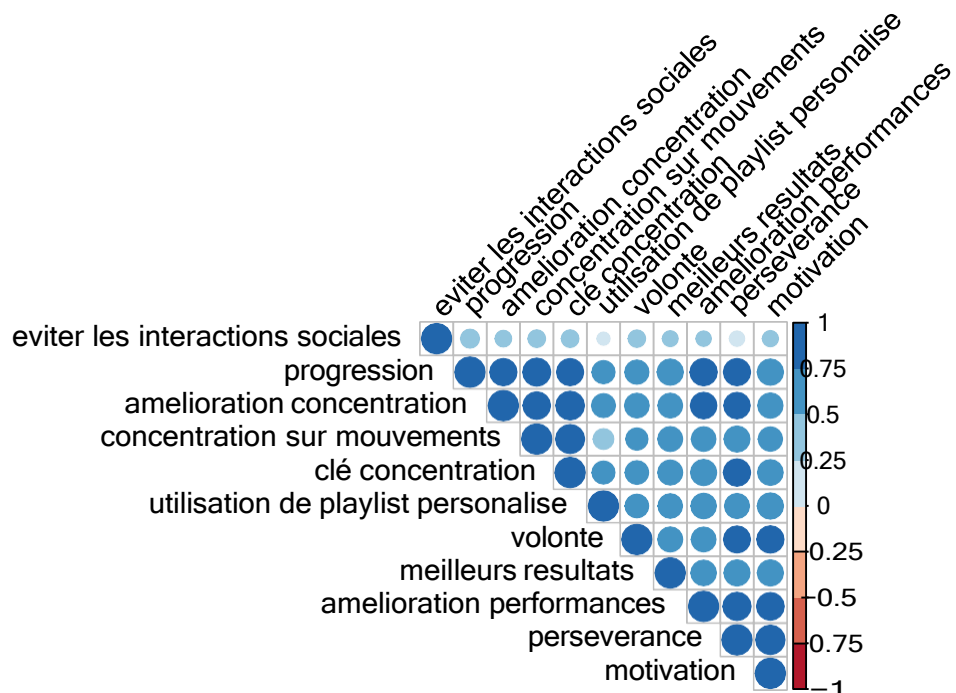 eviter les interactions sociales
progression
amelioration concentration
concentration sur mouvements
clé concentration
utilisation de playlist personalise
volonte
meilleurs resultats
amelioration performances
perseverance
motivation
eviter les interactions sociales
progression
amelioration concentration
concentration sur mouvements
clé concentration
utilisation de playlist personalise
volonte
meilleurs resultats
amelioration performances
perseverance
motivation
1
0.75
0.5
0.25
0
−0.25
−0.5
−0.75
−1